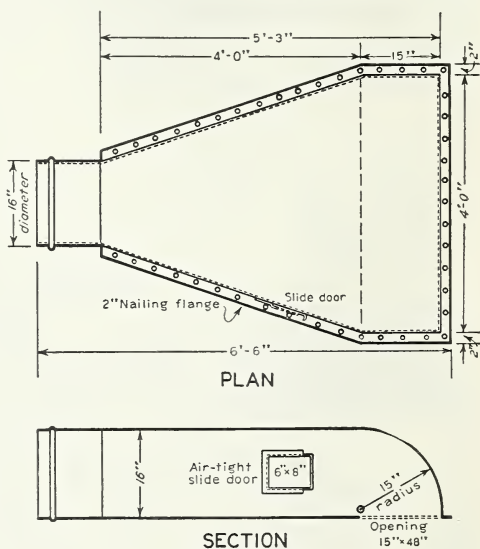 5'-3"
4'-0"
15"
2"
16"
diameter
4'-0"
2" Nailing flange
Slide door
6'-6"
2"
PLAN
16"
Air-tight
slide door
6"x8"
15"
radius
Opening
15"x48"
SECTION